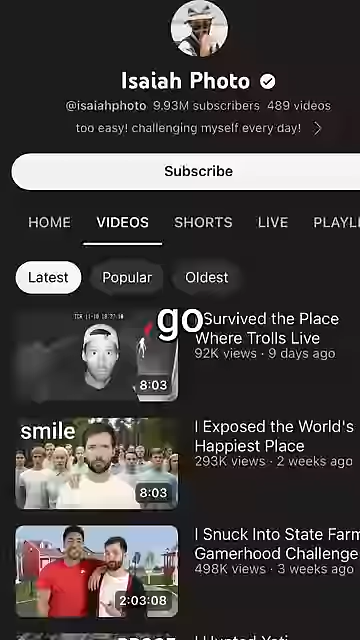 Isaiah Photo
@isaiahphoto 9.93M subscribers 489 videos
too easy! challenging myself every day!
Subscribe
HOME VIDEOS SHORTS LIVE PLAYLI
Latest Popular Oldest
go
Survived the Place
Where Trolls Live
92K views · 9 days ago
8:03
smile
I Exposed the World's
Happiest Place
293K views · 2 weeks ago
8:03
I Snuck Into State Farm
Gamerhood Challenge
498K views · 3 weeks ago
2:03:08